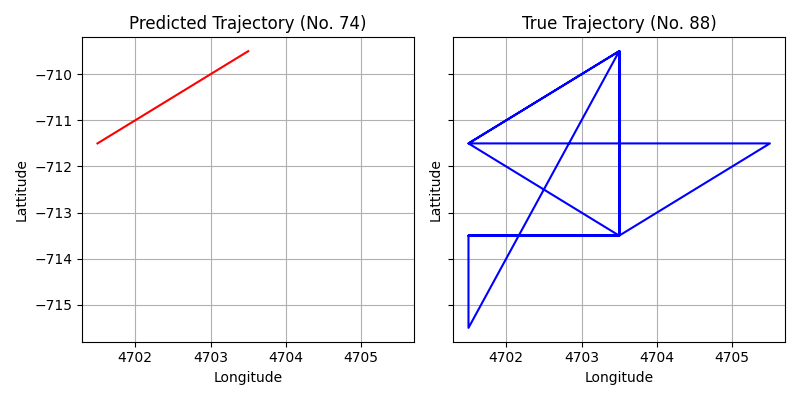 Predicted Trajectory (No. 74)
True Trajectory (No. 88)
−710
−711
−712
−713
−714
−715
Lattitude
Lattitude
4702 4703 4704 4705
4702 4703 4704 4705
Longitude
Longitude